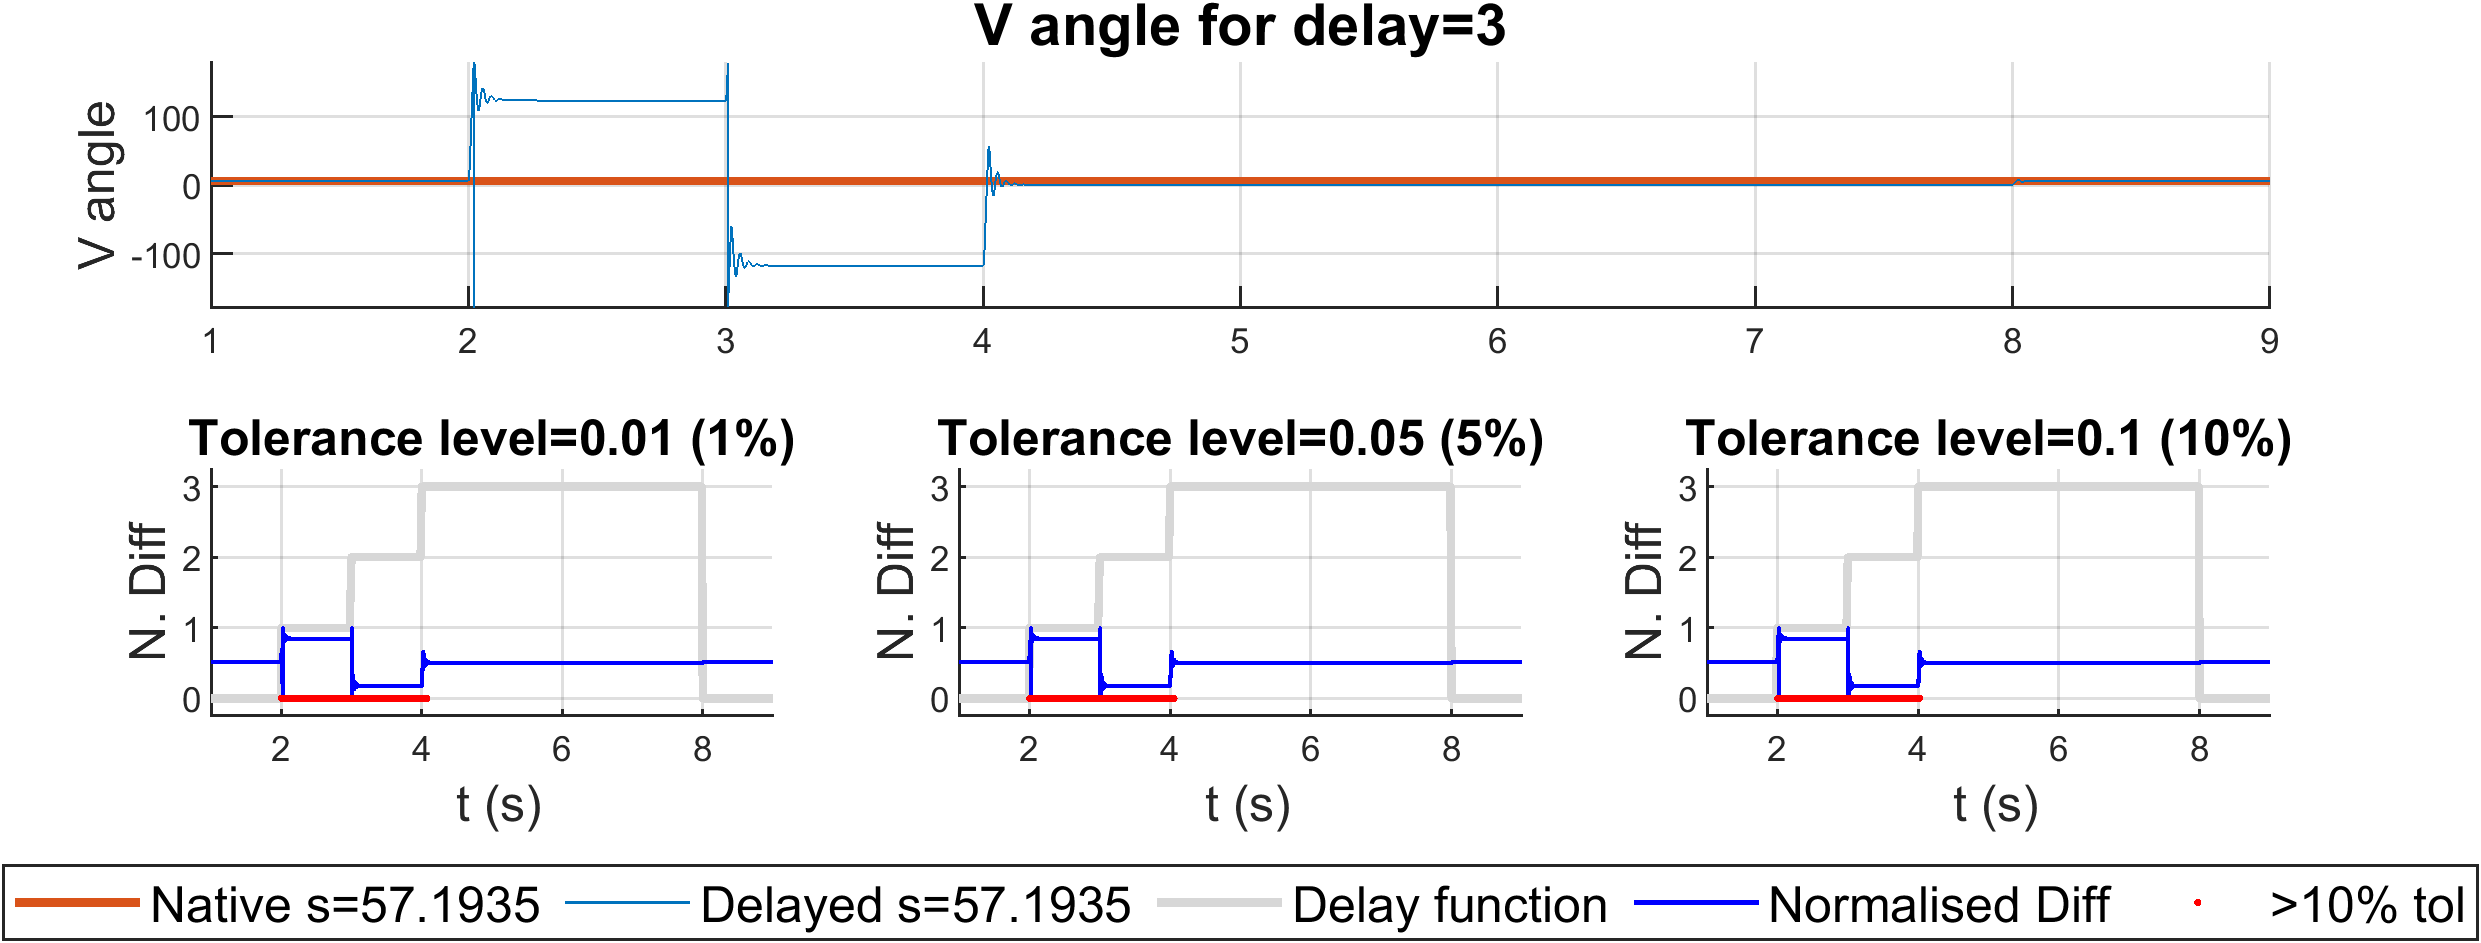 V angle for delay=3
V angle
100
0
-100
1 2 3 4 5 6 7 8 9
Tolerance level=0.01 (1%)
N. Diff
3
2
1
0
2 4 6 8
t (s)
Tolerance level=0.05 (5%)
N. Diff
3
2
1
0
2 4 6 8
t (s)
Tolerance level=0.1 (10%)
N. Diff
3
2
1
0
2 4 6 8
t (s)
Native s=57.1935 Delayed s=57.1935 Delay function Normalised Diff >10% tol